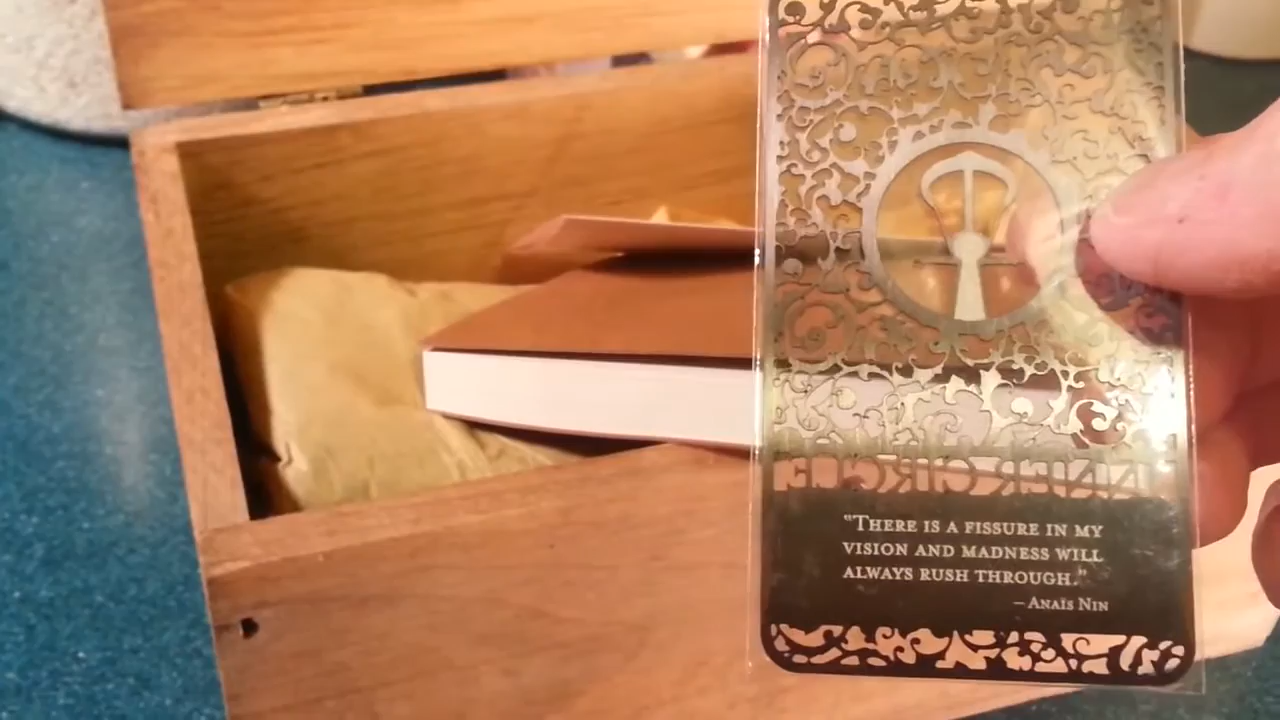 INNER CIRCLE
"There is a fissure in my
vision and madness will
always rush through."
– Anaïs Nin